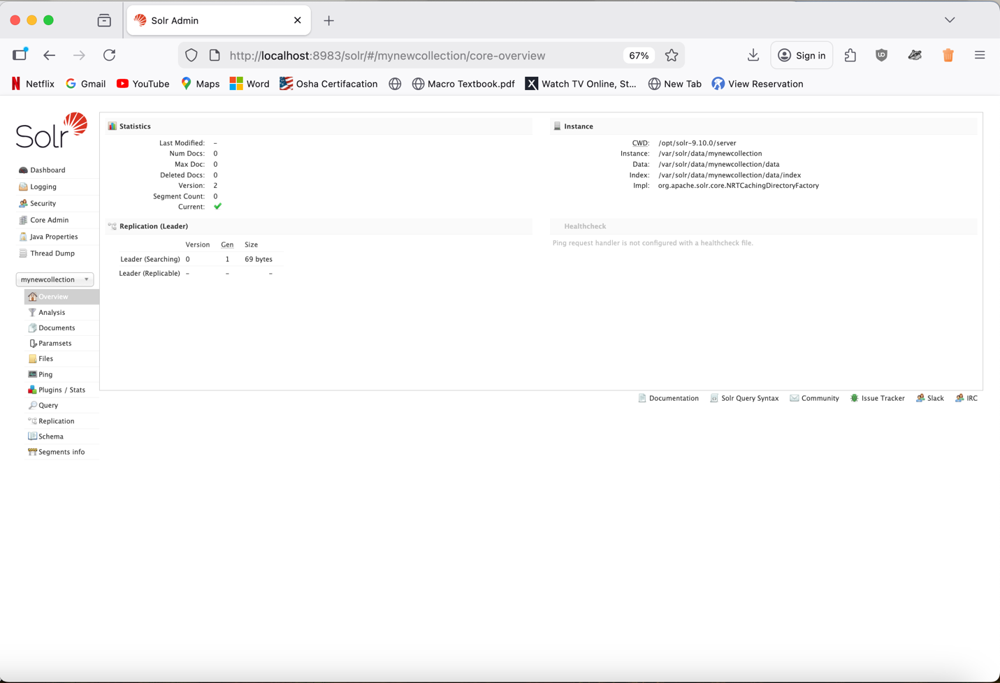 Solr Admin
http://localhost:8983/solr/#/mynewcollection/core-overview
67%
Sign in
Netflix
Gmail
YouTube
Maps
Word
Osha Certifacation
Macro Textbook.pdf
Watch TV Online, St...
New Tab
View Reservation
Solr
Dashboard
Logging
Security
Core Admin
Java Properties
Thread Dump
mynewcollection
Overview
Analysis
Documents
Paramsets
Files
Ping
Plugins / Stats
Query
Replication
Schema
Segments info
Statistics
Last Modified: –
Num Docs: 0
Max Doc: 0
Deleted Docs: 0
Version: 2
Segment Count: 0
Current:
Instance
CWD: /opt/solr-9.10.0/server
Instance: /var/solr/data/mynewcollection
Data: /var/solr/data/mynewcollection/data
Index: /var/solr/data/mynewcollection/data/index
Impl: org.apache.solr.core.NRTCachingDirectoryFactory
Replication (Leader)
Version Gen Size
Leader (Searching) 0 1 69 bytes
Leader (Replicable) – – –
Healthcheck
Ping request handler is not configured with a healthcheck file.
Documentation
Solr Query Syntax
Community
Issue Tracker
Slack
IRC